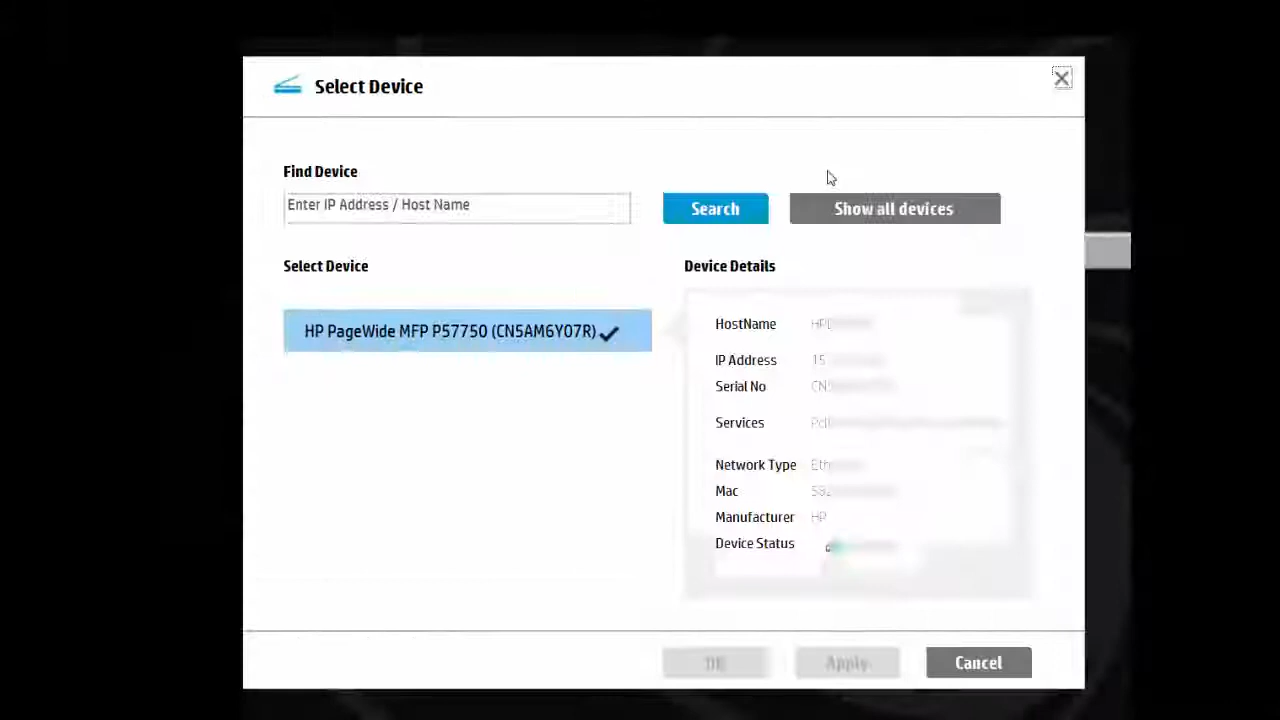 Select Device
Find Device
Enter IP Address / Host Name
Search
Show all devices
Select Device
Device Details
HP PageWide MFP P57750 (CN5AM6Y07R)
HostName
IP Address 15
Serial No
Services
Network Type
Mac
Manufacturer HP
Device Status
OK
Apply
Cancel